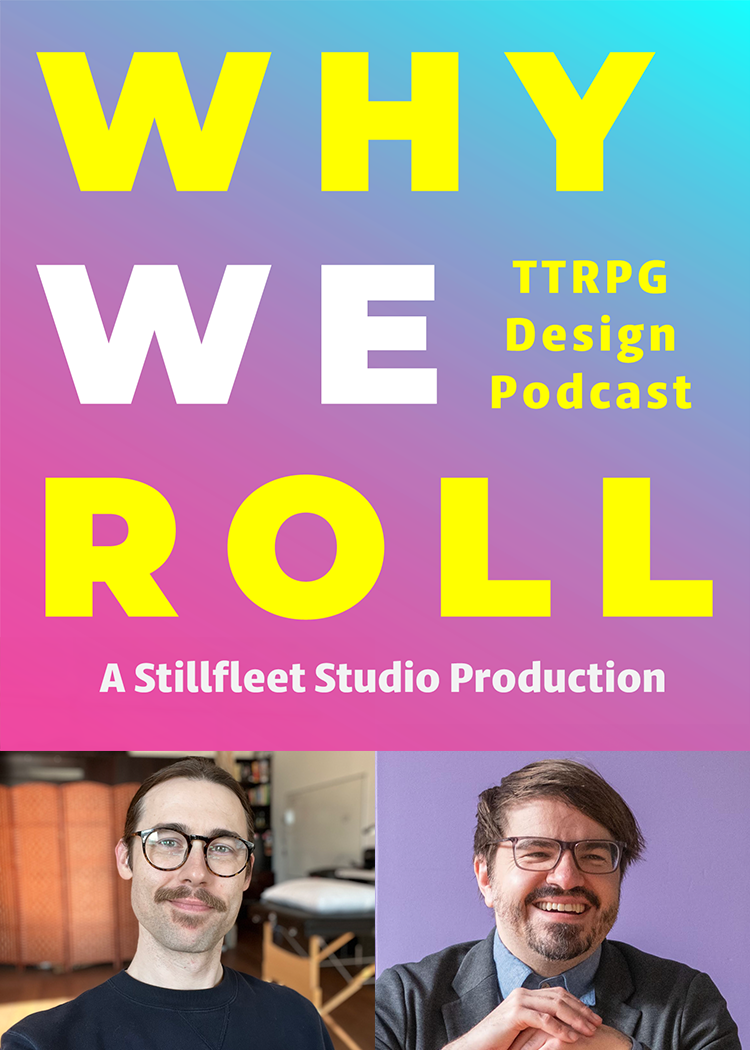 WHY
WE
TTRPG
Design
Podcast
ROLL
A Stillfleet Studio Production